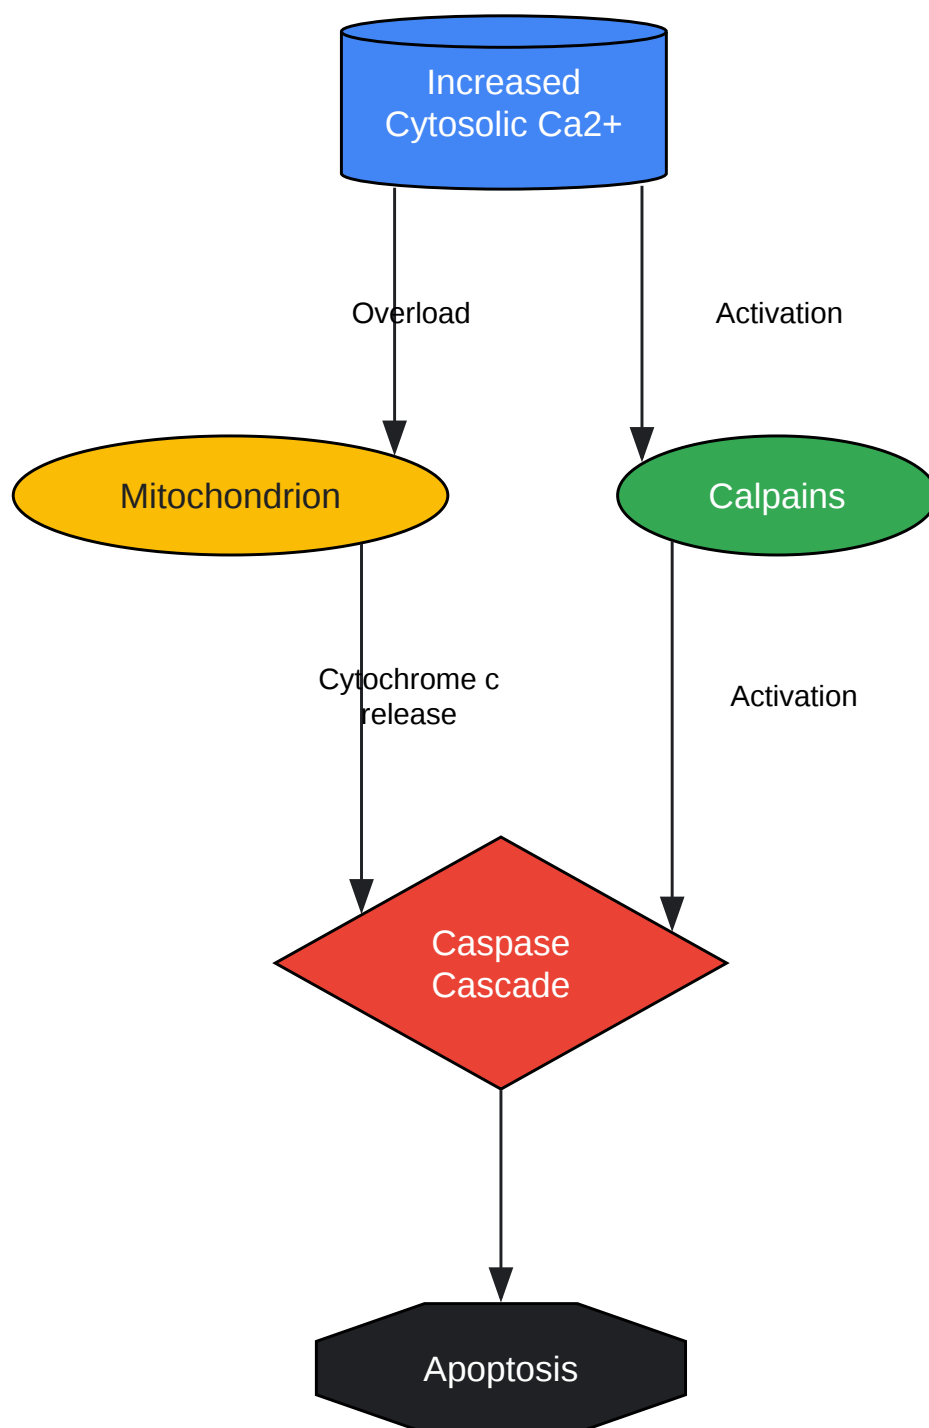 Increased
Cytosolic Ca2+
Overload
Activation
Mitochondrion
Calpains
Cytochrome c
release
Activation
Caspase
Cascade
Apoptosis